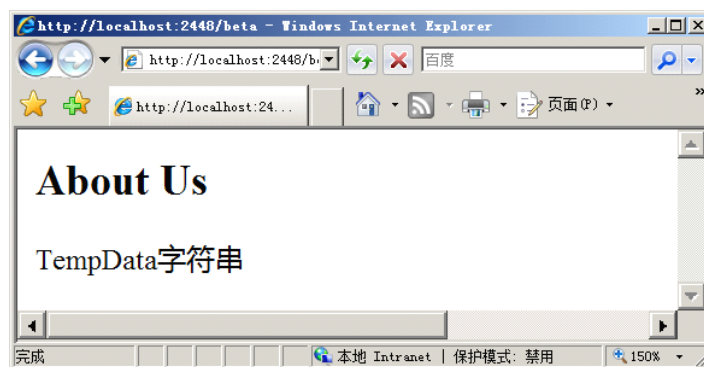 http://localhost:2448/beta - Windows Internet Explorer
http://localhost:2448/b
百度
http://localhost:24...
页面(P)
»
About Us
TempData字符串
完成
本地 Intranet | 保护模式: 禁用
150%